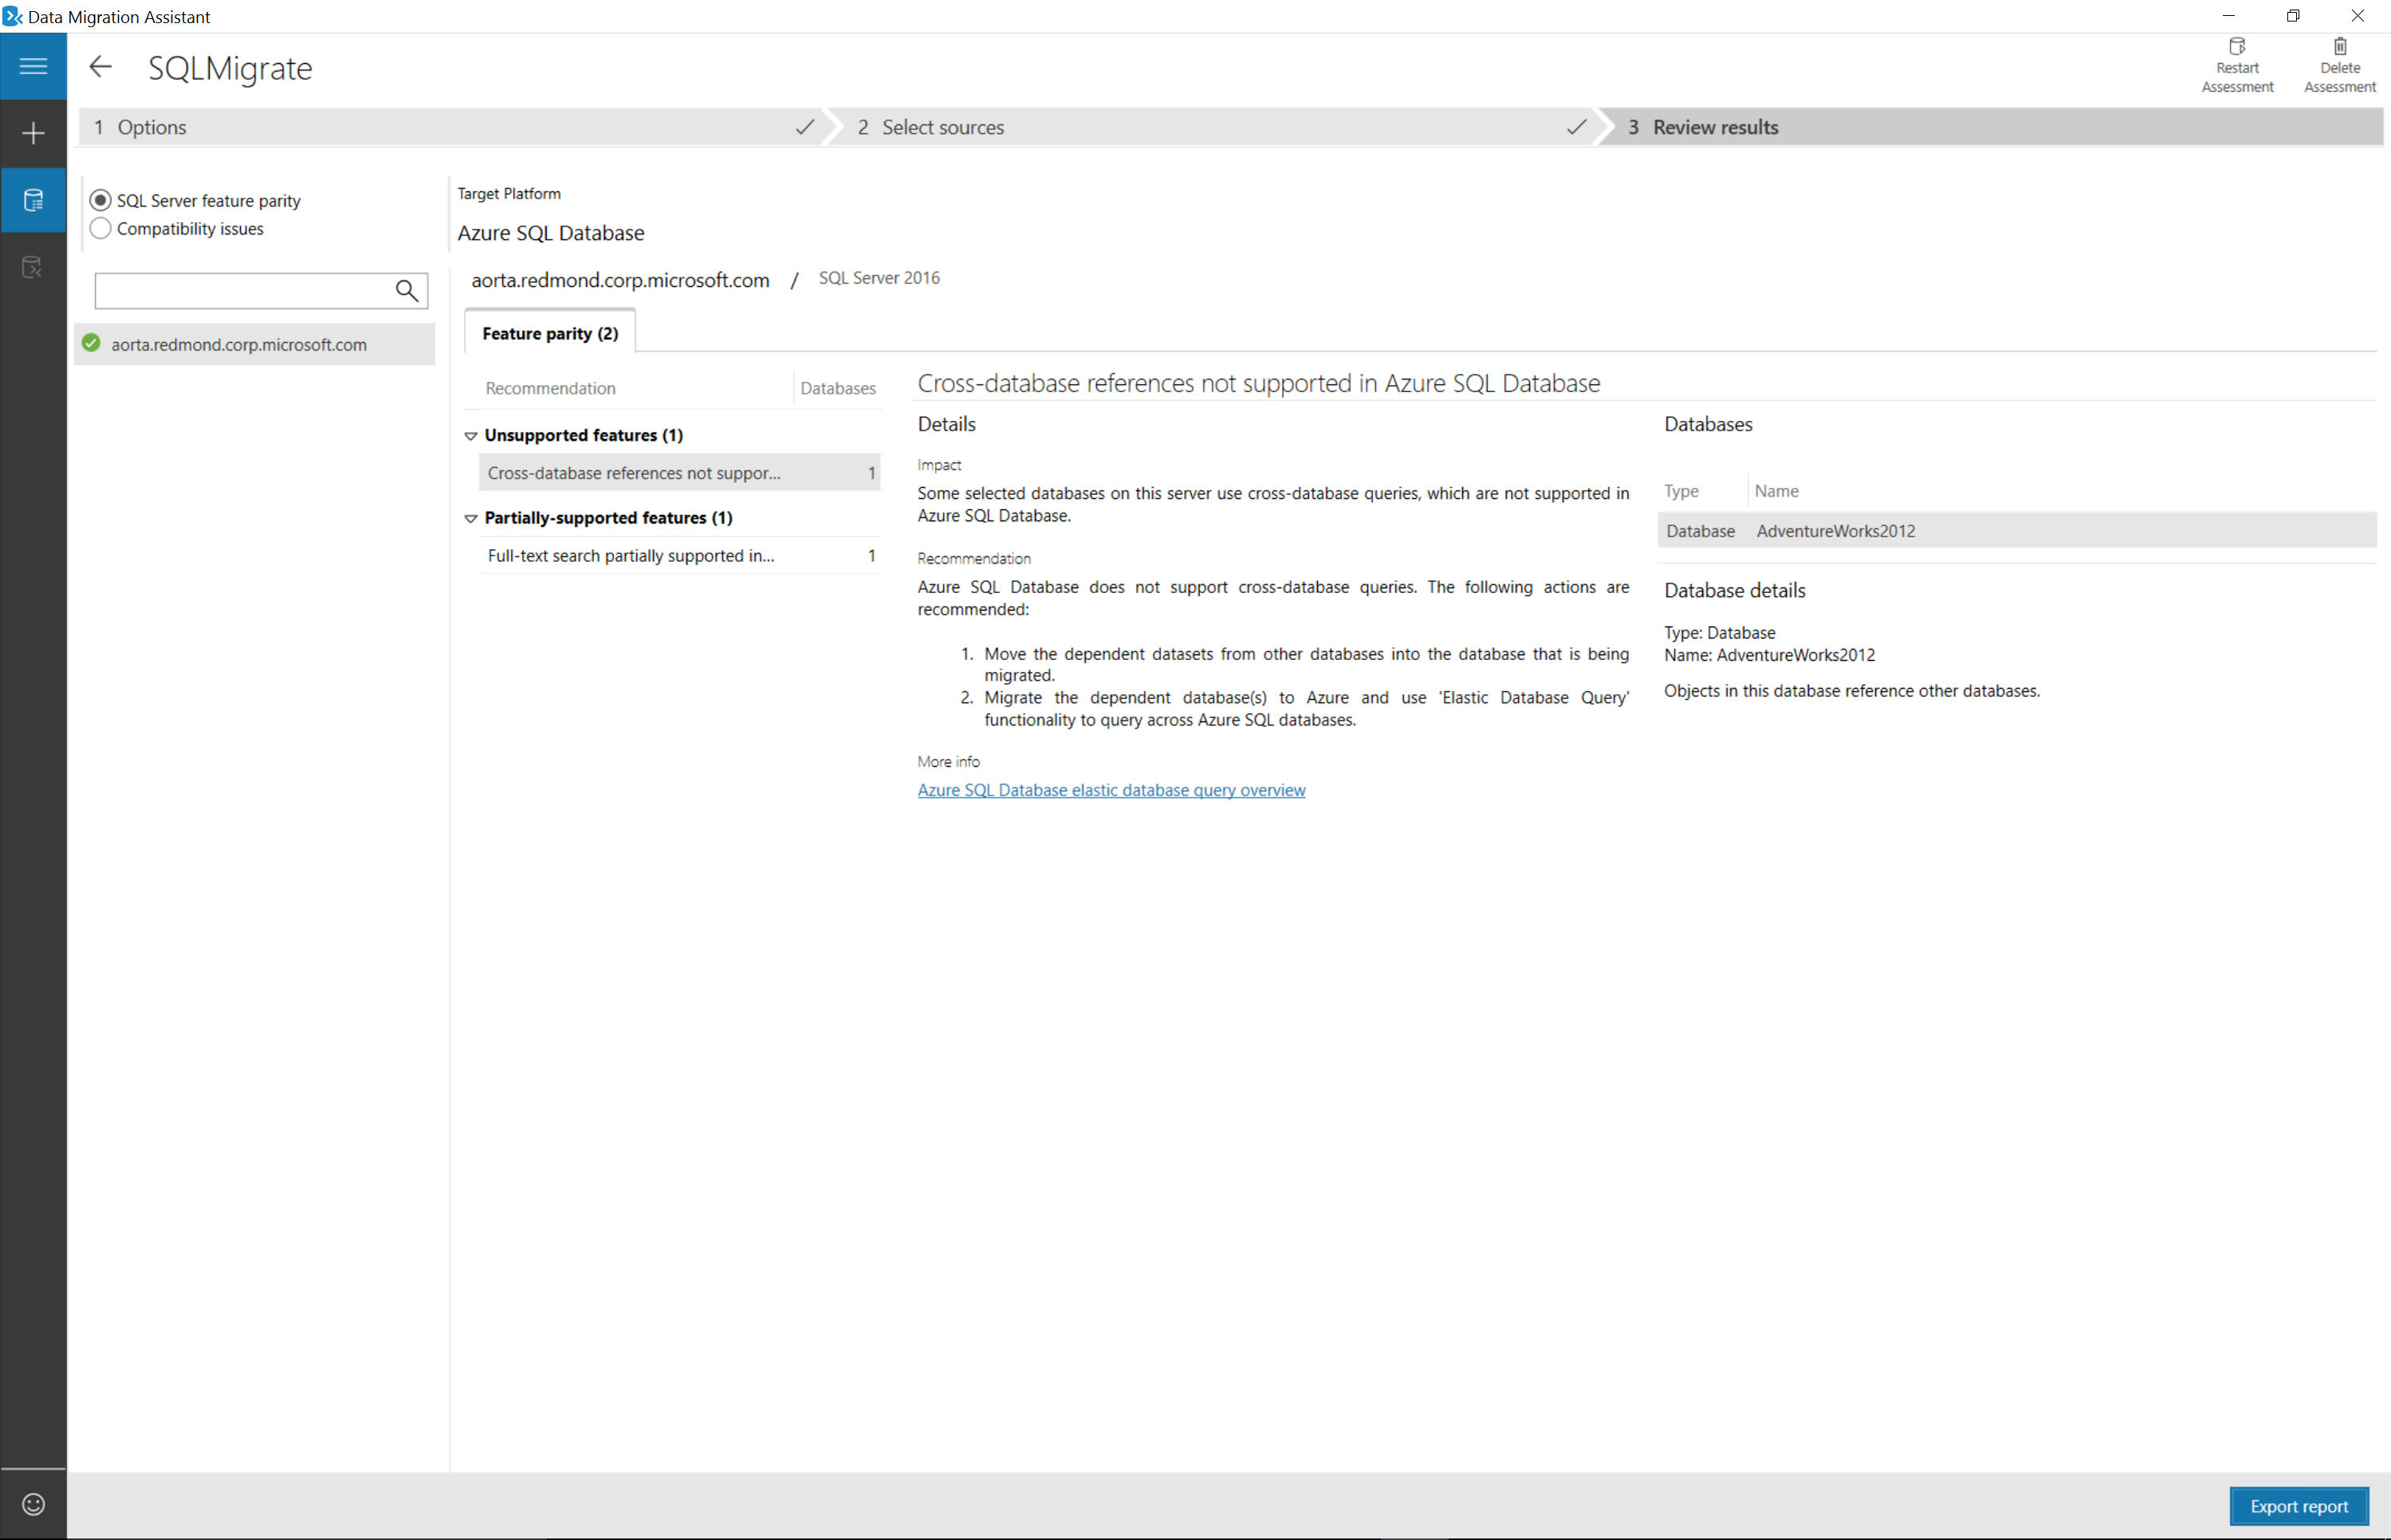 Data Migration Assistant
SQLMigrate
Restart
Assessment
Delete
Assessment
1 Options
2 Select sources
3 Review results
SQL Server feature parity
Compatibility issues
aorta.redmond.corp.microsoft.com
Target Platform
Azure SQL Database
aorta.redmond.corp.microsoft.com / SQL Server 2016
Feature parity (2)
Recommendation Databases
Unsupported features (1)
Cross-database references not suppor... 1
Partially-supported features (1)
Full-text search partially supported in... 1
Cross-database references not supported in Azure SQL Database
Details
Impact
Some selected databases on this server use cross-database queries, which are not supported in
Azure SQL Database.
Recommendation
Azure SQL Database does not support cross-database queries. The following actions are
recommended:
1. Move the dependent datasets from other databases into the database that is being
migrated.
2. Migrate the dependent database(s) to Azure and use 'Elastic Database Query'
functionality to query across Azure SQL databases.
More info
Azure SQL Database elastic database query overview
Databases
Type Name
Database AdventureWorks2012
Database details
Type: Database
Name: AdventureWorks2012
Objects in this database reference other databases.
Export report